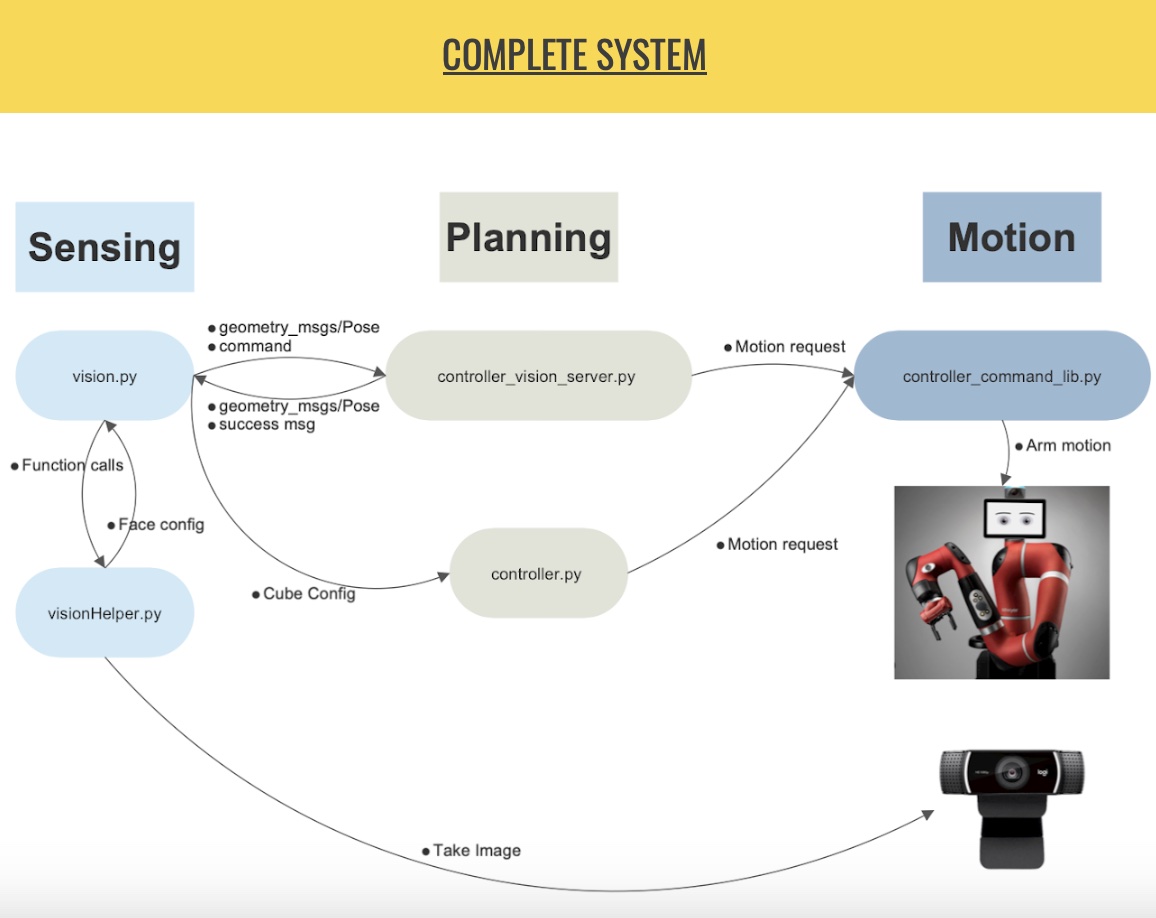 COMPLETE SYSTEM
Sensing
Planning
Motion
● geometry_msgs/Pose
● command
● Motion request
vision.py
controller_vision_server.py
controller_command_lib.py
● geometry_msgs/Pose
● success msg
● Arm motion
● Function calls
● Face config
● Motion request
controller.py
● Cube Config
visionHelper.py
logi
● Take Image